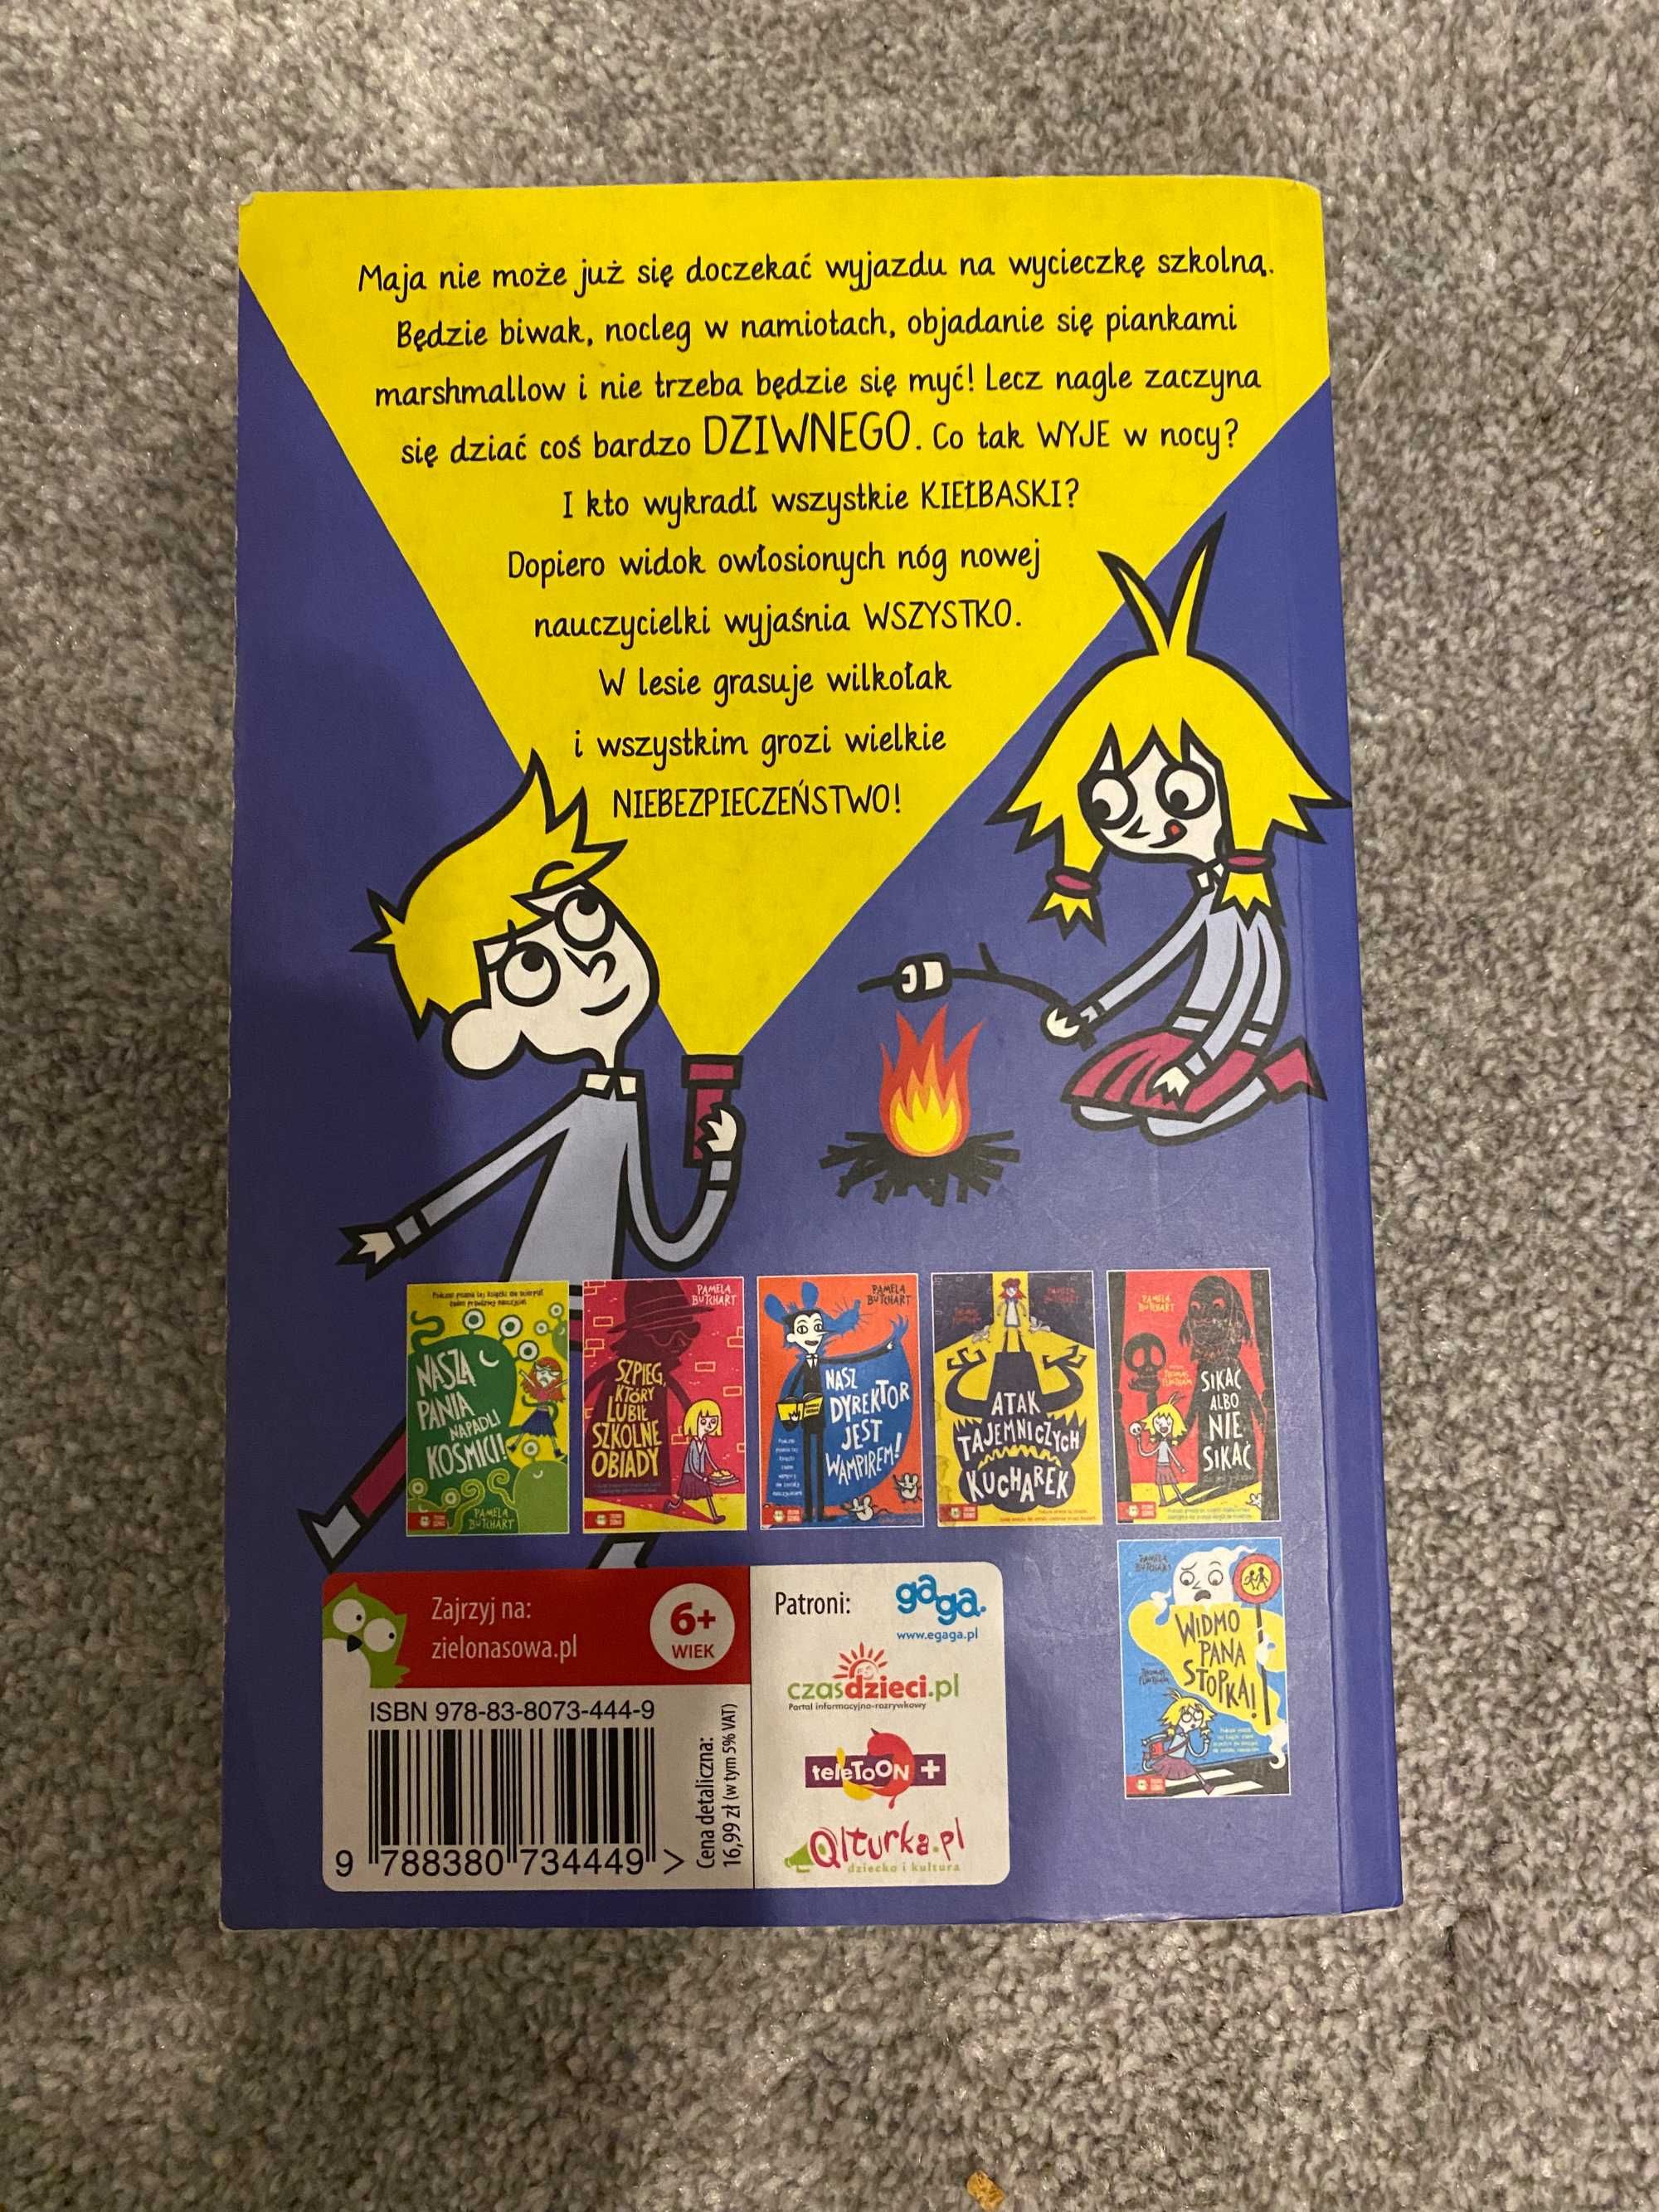 Maja nie może już się doczekać wyjazdu na wycieczkę szkolną.
Będzie biwak, nocleg w namiotach, objadanie się piankami
marshmallow i nie trzeba będzie się myć! Lecz nagle zaczyna
się dziać coś bardzo DZIWNEGO. Co tak WYJE w nocy?
I kto wykradł wszystkie KIEŁBASKI?
Dopiero widok owłosionych nóg nowej
nauczycielki wyjaśnia WSZYSTKO.
W lesie grasuje wilkołak
i wszystkim grozi wielkie
NIEBEZPIECZEŃSTWO!
NASZĄ
PANIĄ
NAPADLI
KOSMICI!
PAMELA
BUTCHART
PAMELA
BUTCHART
SZPIEG,
KTÓRY
LUBIŁ
SZKOLNE
OBIADY
PAMELA
BUTCHART
NASZ
DYREKTOR
JEST
WAMPIREM!
PAMELA
BUTCHART
ATAK
TAJEMNICZYCH
KUCHAREK
PAMELA
BUTCHART
SIKAĆ
ALBO
NIE
SIKAĆ
PAMELA
BUTCHART
WIDMO
PANA
STOPKA!
Zajrzyj na:
zielonasowa.pl
6+
WIEK
ISBN 978-83-8073-444-9
9 788380 734449 >
Cena detaliczna:
16,99 zł (w tym 5% VAT)
Patroni:
gaga.
www.egaga.pl
czasdzieci.pl
Portal informacyjno-rozrywkowy
teleTOON +
Qlturka.pl
dziecko i kultura